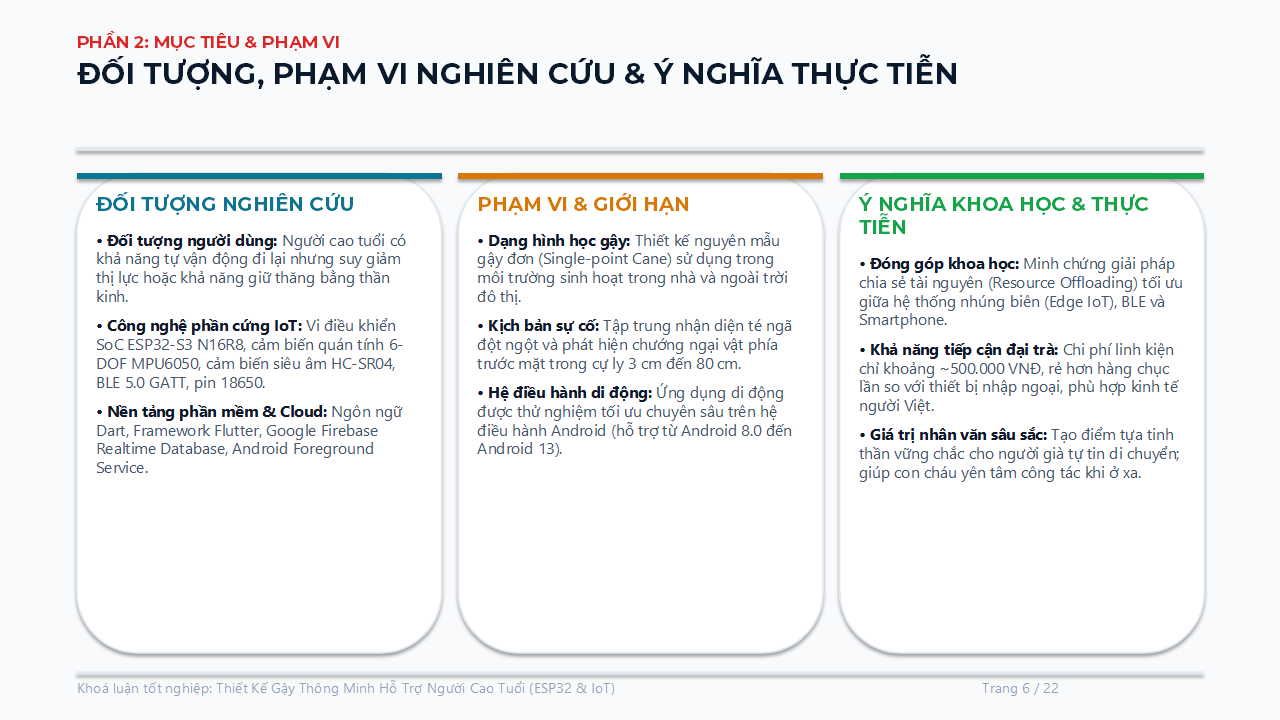 PHẦN 2: MỤC TIÊU & PHẠM VI
ĐỐI TƯỢNG, PHẠM VI NGHIÊN CỨU & Ý NGHĨA THỰC TIỄN
ĐỐI TƯỢNG NGHIÊN CỨU
• Đối tượng người dùng: Người cao tuổi có
khả năng tự vận động đi lại nhưng suy giảm
thị lực hoặc khả năng giữ thăng bằng thần
kinh.
• Công nghệ phần cứng IoT: Vi điều khiển
SoC ESP32-S3 N16R8, cảm biến quán tính 6-
DOF MPU6050, cảm biến siêu âm HC-SR04,
BLE 5.0 GATT, pin 18650.
• Nền tảng phần mềm & Cloud: Ngôn ngữ
Dart, Framework Flutter, Google Firebase
Realtime Database, Android Foreground
Service.
PHẠM VI & GIỚI HẠN
• Dạng hình học gậy: Thiết kế nguyên mẫu
gậy đơn (Single-point Cane) sử dụng trong
môi trường sinh hoạt trong nhà và ngoài trời
đô thị.
• Kịch bản sự cố: Tập trung nhận diện té ngã
đột ngột và phát hiện chướng ngại vật phía
trước mặt trong cự ly 3 cm đến 80 cm.
• Hệ điều hành di động: Ứng dụng di động
được thử nghiệm tối ưu chuyên sâu trên hệ
điều hành Android (hỗ trợ từ Android 8.0 đến
Android 13).
Ý NGHĨA KHOA HỌC & THỰC
TIỄN
• Đóng góp khoa học: Minh chứng giải pháp
chia sẻ tài nguyên (Resource Offloading) tối ưu
giữa hệ thống nhúng biên (Edge IoT), BLE và
Smartphone.
• Khả năng tiếp cận đại trà: Chi phí linh kiện
chỉ khoảng ~500.000 VNĐ, rẻ hơn hàng chục
lần so với thiết bị nhập ngoại, phù hợp kinh tế
người Việt.
• Giá trị nhân văn sâu sắc: Tạo điểm tựa tinh
thần vững chắc cho người già tự tin di chuyển;
giúp con cháu yên tâm công tác khi ở xa.
Khoá luận tốt nghiệp: Thiết Kế Gậy Thông Minh Hỗ Trợ Người Cao Tuổi (ESP32 & IoT)
Trang 6 / 22